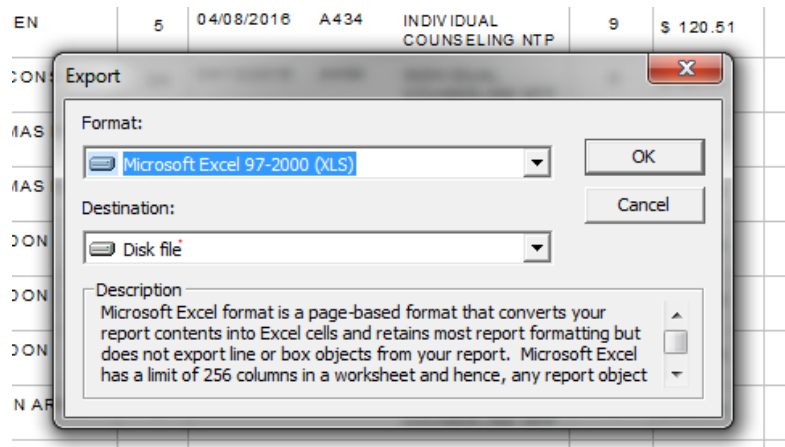 EN 5 04/08/2016 A434 INDIVIDUAL 9 $ 120.51
COUNSELING NTP
CON
Export
MAS
Format:
Microsoft Excel 97-2000 (XLS)
OK
MAS
Destination:
Cancel
DON
Disk file
DON
Description
Microsoft Excel format is a page-based format that converts your
report contents into Excel cells and retains most report formatting but
DON
does not export line or box objects from your report. Microsoft Excel
has a limit of 256 columns in a worksheet and hence, any report object
N AR